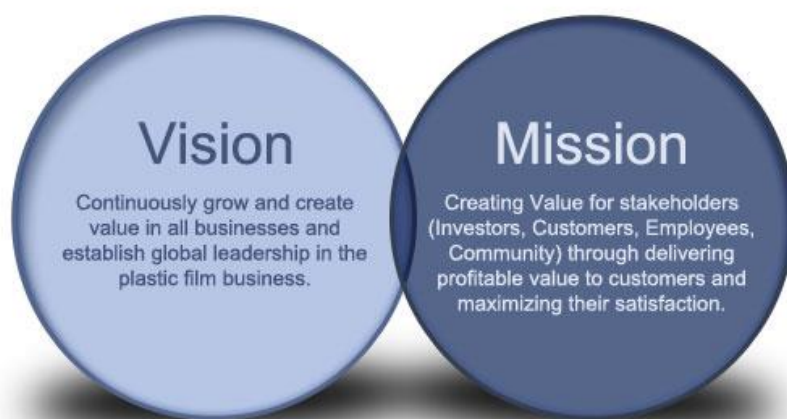 Vision
Continuously grow and create
value in all businesses and
establish global leadership in the
plastic film business.
Mission
Creating Value for stakeholders
(Investors, Customers, Employees,
Community) through delivering
profitable value to customers and
maximizing their satisfaction.